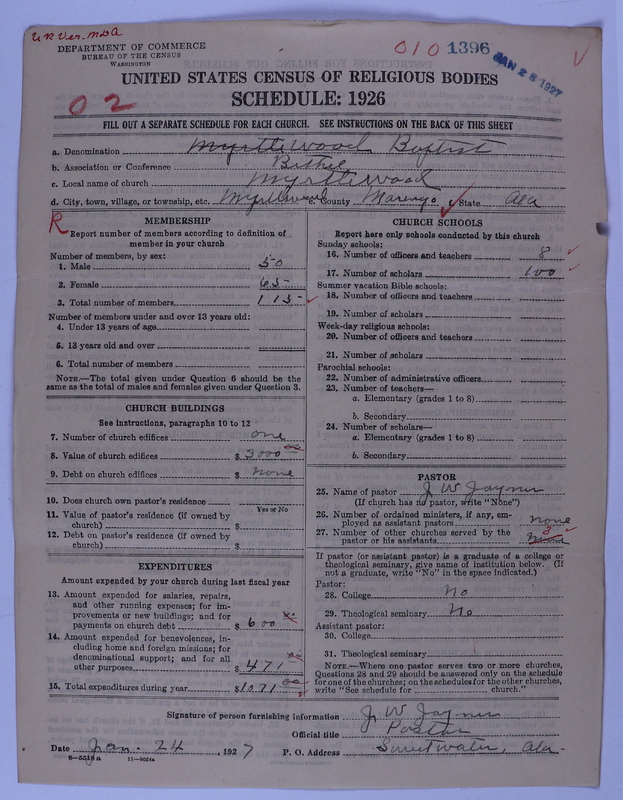 U R Ver. MDA
DEPARTMENT OF COMMERCE
BUREAU OF THE CENSUS
WASHINGTON
010 1396
JAN 28 1927
UNITED STATES CENSUS OF RELIGIOUS BODIES
02
SCHEDULE: 1926
FILL OUT A SEPARATE SCHEDULE FOR EACH CHURCH. SEE INSTRUCTIONS ON THE BACK OF THIS SHEET
a. Denomination Myrttewood Baptist
b. Association or Conference Bethel
c. Local name of church Myrttewood
d. City, town, village, or township, etc. Myrttewood e. County Marengo f. State Ala
R
MEMBERSHIP
Report number of members according to definition of
member in your church
Number of members, by sex:
1. Male 50
2. Female 65
3. Total number of members 115
Number of members under and over 13 years old:
4. Under 13 years of age
5. 13 years old and over
6. Total number of members
NOTE.—The total given under Question 6 should be the
same as the total of males and females given under Question 3.
CHURCH BUILDINGS
See instructions, paragraphs 10 to 12
7. Number of church edifices one
8. Value of church edifices $ 3000 00
9. Debt on church edifices $ none
10. Does church own pastor's residence
Yes or No
11. Value of pastor's residence (if owned by
church) $
12. Debt on pastor's residence (if owned by
church) $
EXPENDITURES
Amount expended by your church during last fiscal year
13. Amount expended for salaries, repairs,
and other running expenses; for im-
provements or new buildings; and for
payments on church debt $ 600 00
14. Amount expended for benevolences, in-
cluding home and foreign missions; for
denominational support; and for all
other purposes $ 471 00
15. Total expenditures during year $1071 00
CHURCH SCHOOLS
Report here only schools conducted by this church
Sunday schools:
16. Number of officers and teachers 8
17. Number of scholars 100
Summer vacation Bible schools:
18. Number of officers and teachers
19. Number of scholars
Week-day religious schools:
20. Number of officers and teachers
21. Number of scholars
Parochial schools:
22. Number of administrative officers
23. Number of teachers—
a. Elementary (grades 1 to 8)
b. Secondary
24. Number of scholars—
a. Elementary (grades 1 to 8)
b. Secondary
PASTOR
25. Name of pastor J W Joyner
(If church has no pastor, write "None")
26. Number of ordained ministers, if any, em-
ployed as assistant pastors none
27. Number of other churches served by the
pastor or his assistants none
If pastor (or assistant pastor) is a graduate of a college or
theological seminary, give name of institution below. (If
not a graduate, write "No" in the space indicated.)
Pastor:
28. College No
29. Theological seminary No
Assistant pastor:
30. College
31. Theological seminary
NOTE.—Where one pastor serves two or more churches,
Questions 28 and 29 should be answered only on the schedule
for one of the churches; on the schedules for the other churches,
write "See schedule for church."
Signature of person furnishing information J. W Joyner
Official title Pastor
Date Jan. 24, 1927 P. O. Address Sweetwater, Ala-
8-5519a 11-9054a